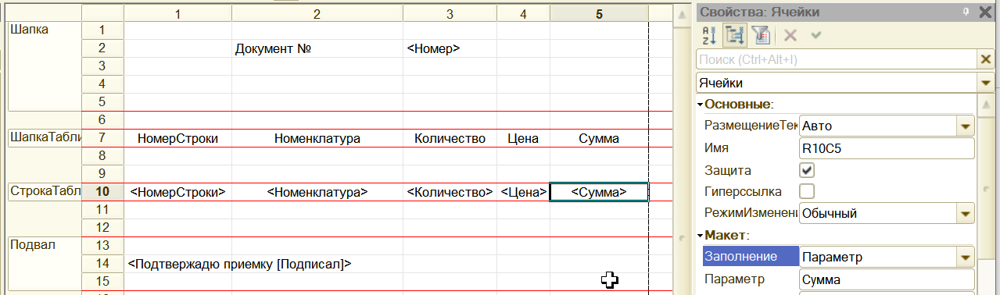 Свойства: Ячейки
1 2 3 4 5
Шапка 1
2 Документ № <Номер>
3
4
5
6
ШапкаТабли 7 НомерСтроки Номенклатура Количество Цена Сумма
8
9
СтрокаТабл 10 <НомерСтроки> <Номенклатура> <Количество> <Цена> <Сумма>
11
12
Подвал 13
14 <Подтвержадю приемку [Подписал]>
15
Поиск (Ctrl+Alt+I)
Ячейки
Основные:
РазмещениеТек Авто
Имя R10C5
Защита
Гиперссылка
РежимИзменени Обычный
Макет:
Заполнение Параметр
Параметр Сумма